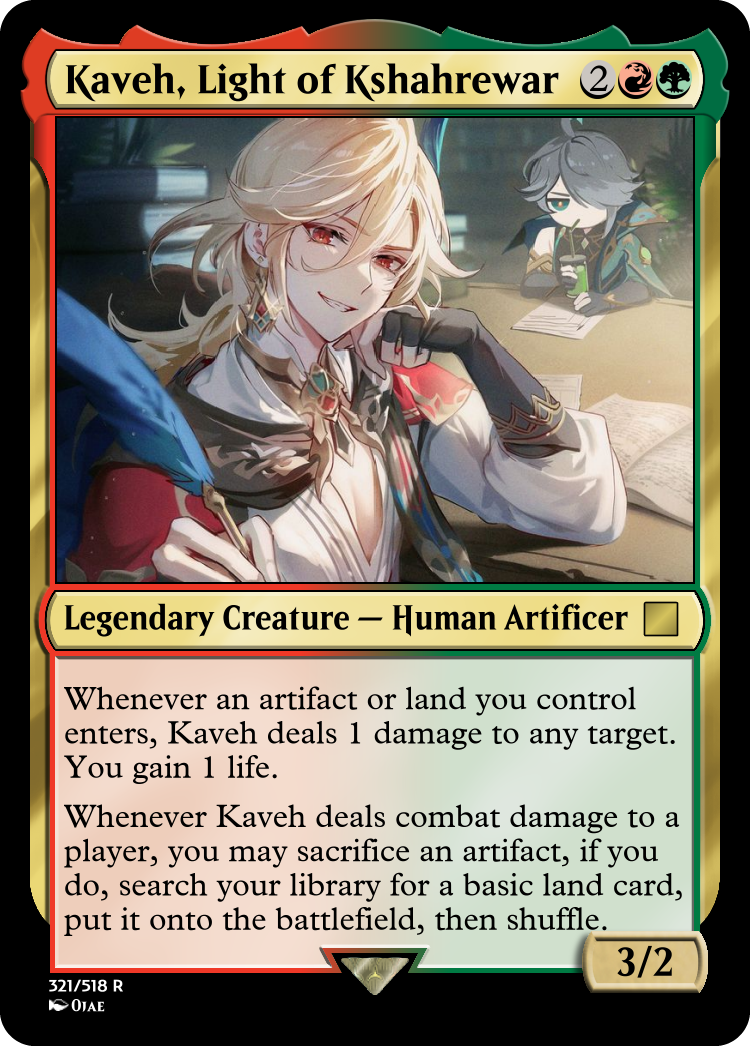 Kaveh, Light of Kshahrewar 2
Legendary Creature — Human Artificer
Whenever an artifact or land you control
enters, Kaveh deals 1 damage to any target.
You gain 1 life.
Whenever Kaveh deals combat damage to a
player, you may sacrifice an artifact, if you
do, search your library for a basic land card,
put it onto the battlefield, then shuffle.
3/2
321/518 R
OJAE